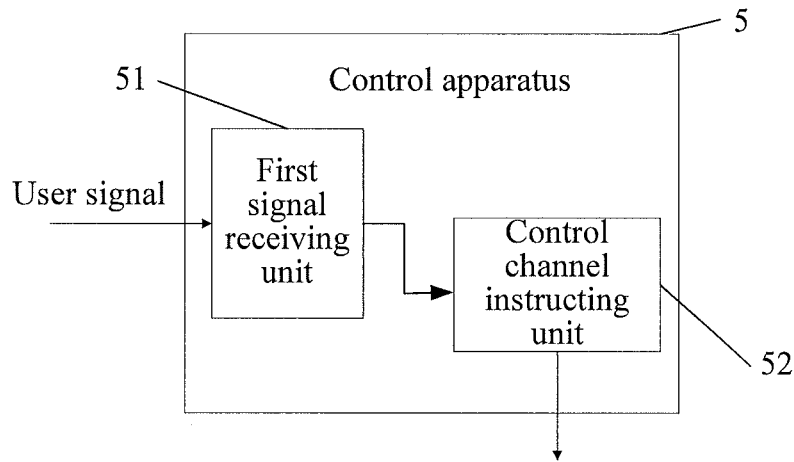 5
51
Control apparatus
User signal
First
signal
receiving
unit
Control
channel
instructing
unit
52